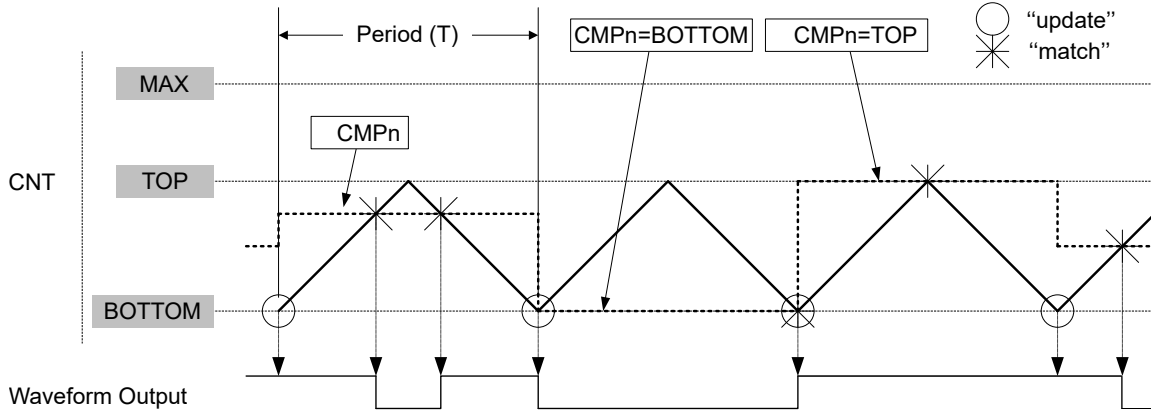 Period (T)
CMPn=BOTTOM
CMPn=TOP
“update”
“match”
MAX
CMPn
CNT
TOP
BOTTOM
Waveform Output